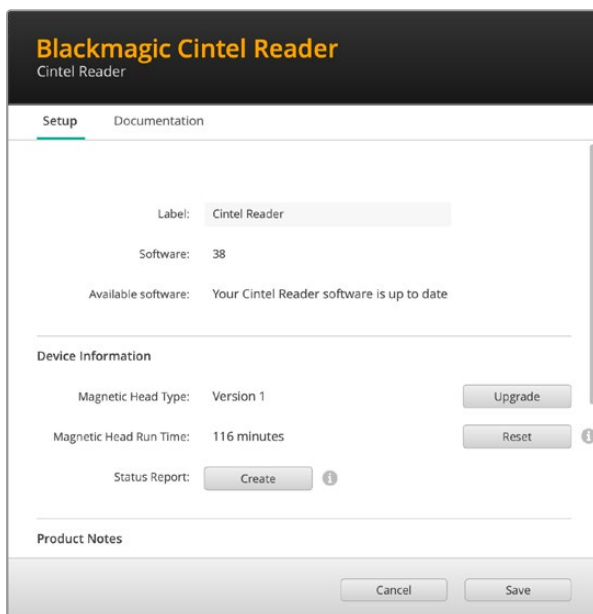 Blackmagic Cintel Reader
Cintel Reader
Setup Documentation
Label: Cintel Reader
Software: 38
Available software: Your Cintel Reader software is up to date
Device Information
Magnetic Head Type: Version 1 Upgrade
Magnetic Head Run Time: 116 minutes Reset
Status Report: Create
Product Notes
Cancel Save